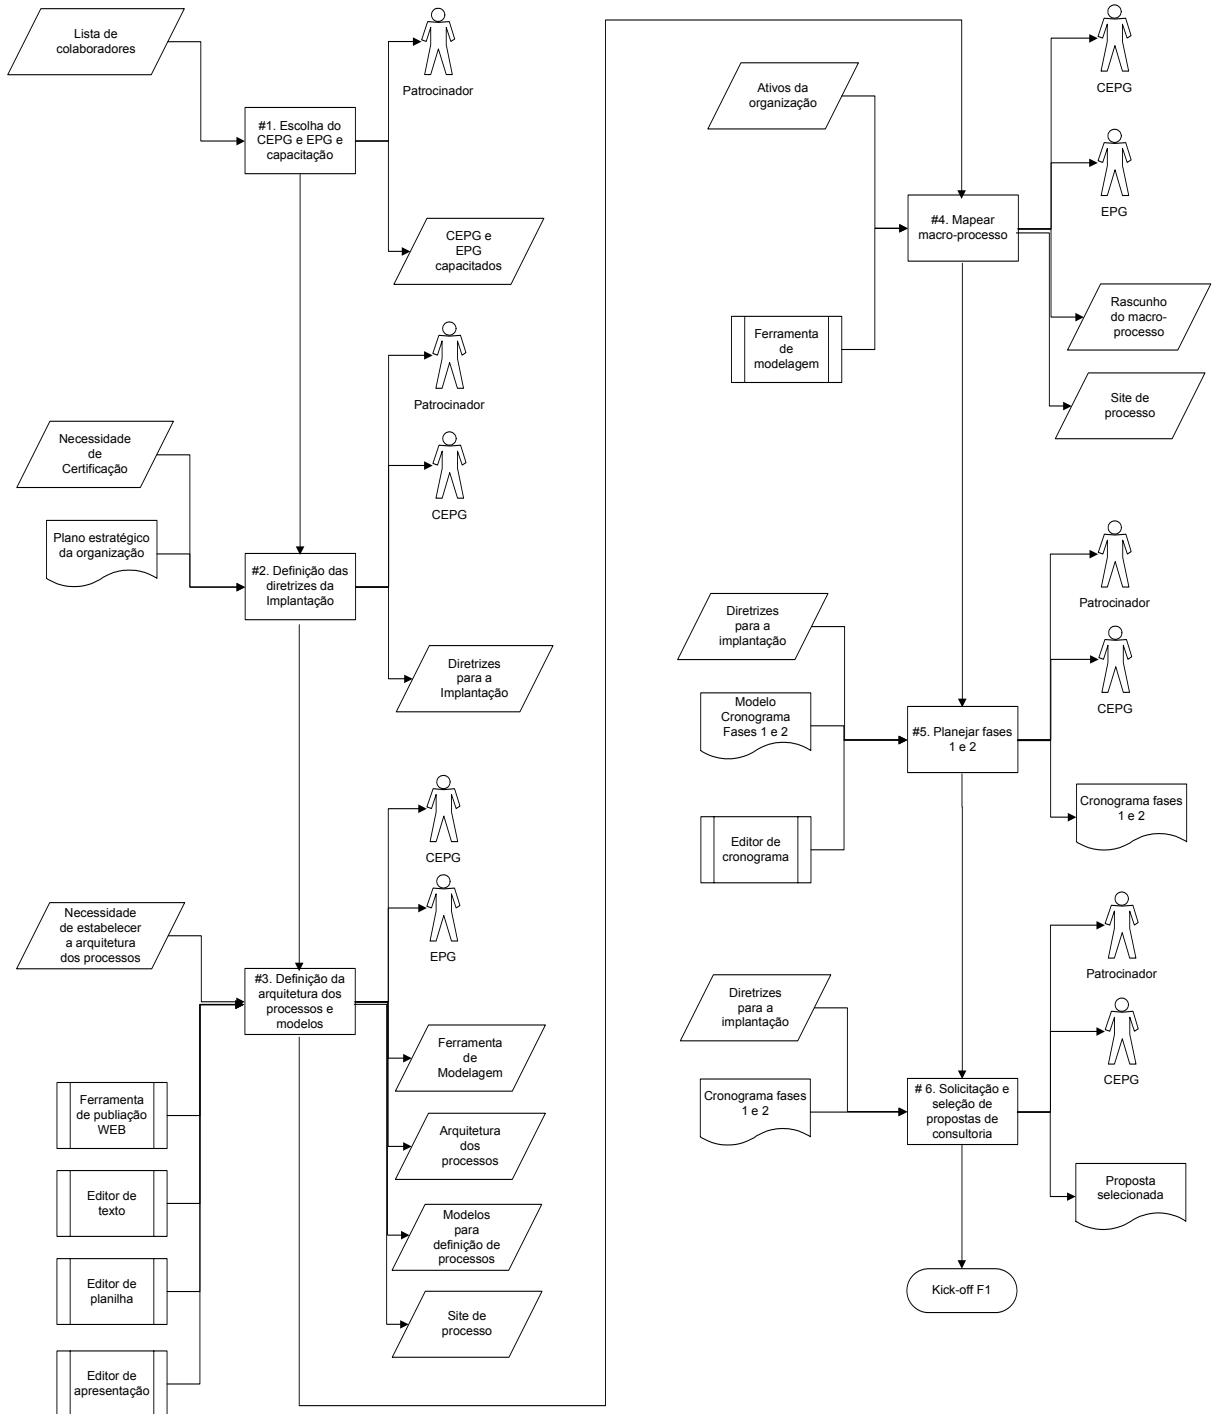 Lista de
colaboradores
Patrocinador
#1. Escolha do
CEPG e EPG e
capacitação
CEPG e
EPG
capacitados
Patrocinador
Necessidade
de
Certificação
CEPG
Plano estratégico
da organização
#2. Definição das
diretrizes da
Implantação
Diretrizes
para a
Implantação
CEPG
Necessidade
de estabelecer
a arquitetura
dos processos
EPG
#3. Definição da
arquitetura dos
processos e
modelos
Ferramenta
de
Modelagem
Ferramenta
de publiação
WEB
Arquitetura
dos
processos
Editor de
texto
Modelos
para
definição de
processos
Editor de
planilha
Site de
processo
Editor de
apresentação
CEPG
Ativos da
organização
EPG
#4. Mapear
macro-processo
Rascunho
do macro-
processo
Ferramenta
de
modelagem
Site de
processo
Patrocinador
Diretrizes
para a
implantação
CEPG
Modelo
Cronograma
Fases 1 e 2
#5. Planejar fases
1 e 2
Cronograma fases
1 e 2
Editor de
cronograma
Patrocinador
Diretrizes
para a
implantação
CEPG
Cronograma fases
1 e 2
# 6. Solicitação e
seleção de
propostas de
consultoria
Proposta
selecionada
Kick-off F1